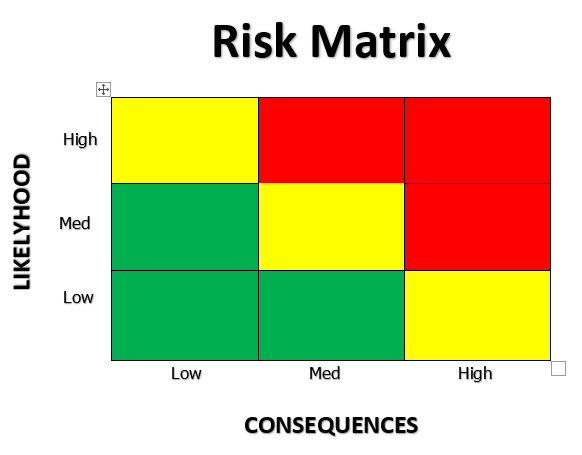 Risk Matrix
High
LIKELYHOOD
Med
Low
Low Med High
CONSEQUENCES